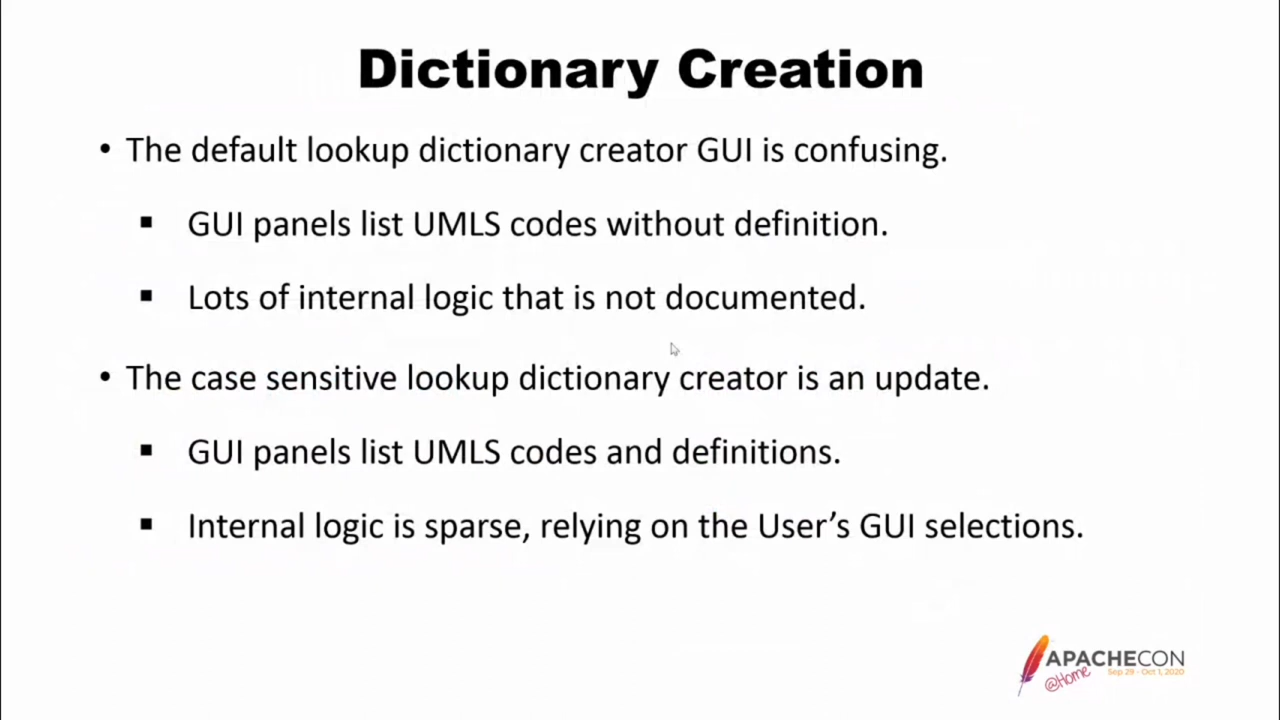 Dictionary Creation
• The default lookup dictionary creator GUI is confusing.
▪ GUI panels list UMLS codes without definition.
▪ Lots of internal logic that is not documented.
• The case sensitive lookup dictionary creator is an update.
▪ GUI panels list UMLS codes and definitions.
▪ Internal logic is sparse, relying on the User’s GUI selections.
APACHECON
@Home Sep 29 - Oct 1, 2020